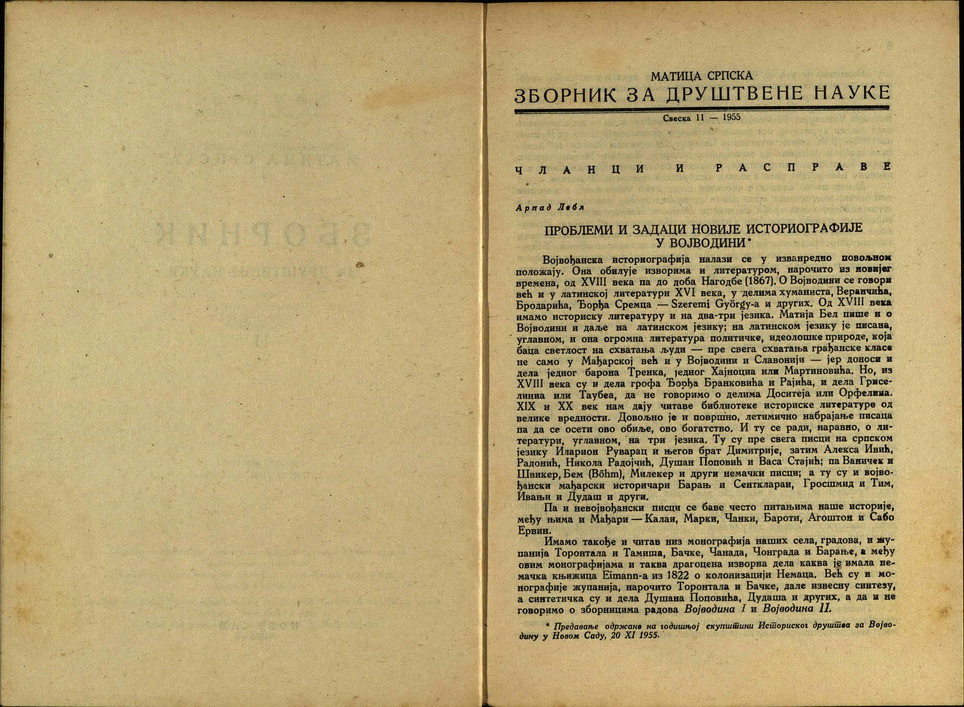 МАТИЦА СРПСКА
ЗБОРНИК ЗА ДРУШТВЕНЕ НАУКЕ
Свеска 11 — 1955
ЧЛАНЦИ И РАСПРАВЕ
Арпад Лебл
ПРОБЛЕМИ И ЗАДАЦИ НОВИЈЕ ИСТОРИОГРАФИЈЕ
У ВОЈВОДИНИ*
Војвођанска историографија налази се у изванредно повољном
положају. Она обилује изворима и литературом, нарочито из новијег
времена, од XVIII века па до доба Нагодбе (1867). О Војводини се говори
већ и у латинској литератури XVI века, у делима хуманиста, Веранчића,
Бродарића, Ђорђа Сремца — Szeremi György-a и других. Од XVIII века
имамо историску литературу и на два-три језика. Матија Бел пише и о
Војводини и даље на латинском језику; на латинском језику је писана,
углавном, и она огромна литература политичке, идеолошке природе, која
баца светлост на схватања људи — пре свега схватања грађанске класе
не само у Мађарској већ и у Војводини и Славонији — јер доноси и
дела једног барона Тренка, једног Хајноциа или Мартиновића. Но, из
XVIII века су и дела грофа Ђорђа Бранковића и Рајића, и дела Гриse-
линиа или Таубеа, да не говоримо о делима Доситеја или Орфелина.
XIX и XX век нам дају читаве библиотеке историске литературе од
велике вредности. Довољно је и површно, летимично набрајање писаца
па да се осети ово обиље, ово богатство. И ту се ради, наравно, о ли-
тератури, углавном, на три језика. Ту су пре свега писци на српском
језику Иларион Руварац и његов брат Димитрије, затим Алекса Ивић,
Радонић, Никола Радојчић, Душан Поповић и Васа Стајић; па Ваничек и
Швикер, Бем (Böhm), Милекер и други немачки писци; а ту су и војво-
ђански мађарски историчари Барањ и Сентклараи, Гросшмид и Тим,
Ивањи и Дудаш и други.
Па и невојвођански писци се баве често питањима наше историје,
међу њима и Мађари — Калаи, Марки, Чанки, Бароти, Агоштон и Сабо
Ервин.
Имамо такође и читав низ монографија наших села, градова, и жу-
панија Торонтала и Тамиша, Бачке, Чанада, Чонграда и Барање, а међу
овим монографијама и таква драгоцена изворна дела каква је имала не-
мачка књижица Eimann-a из 1822 о колонизацији Немаца. Већ су и мо-
нографије жупанија, нарочито Торонтала и Бачке, дале извесну синтезу,
а синтетичка су и дела Душана Поповића, Дудаша и других, а да и не
говоримо о зборницима радова Војводина I и Војводина II.
* Предавање одржано на годишњој скупштини Историског друштва за Војво-
дину у Новом Саду, 20 XI 1955.